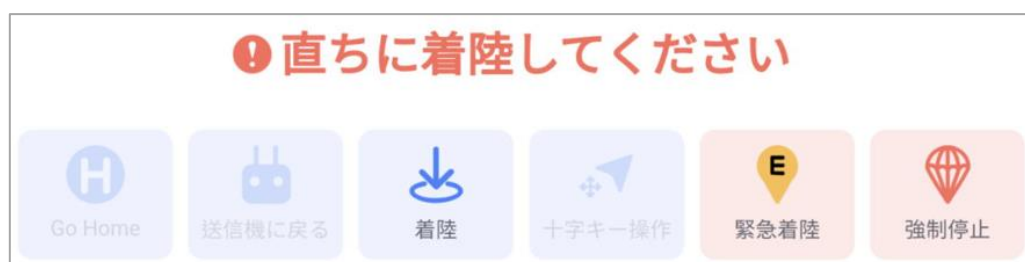 直ちに着陸してください
H
E
Go Home
送信機に戻る
着陸
十字キー操作
緊急着陸
強制停止